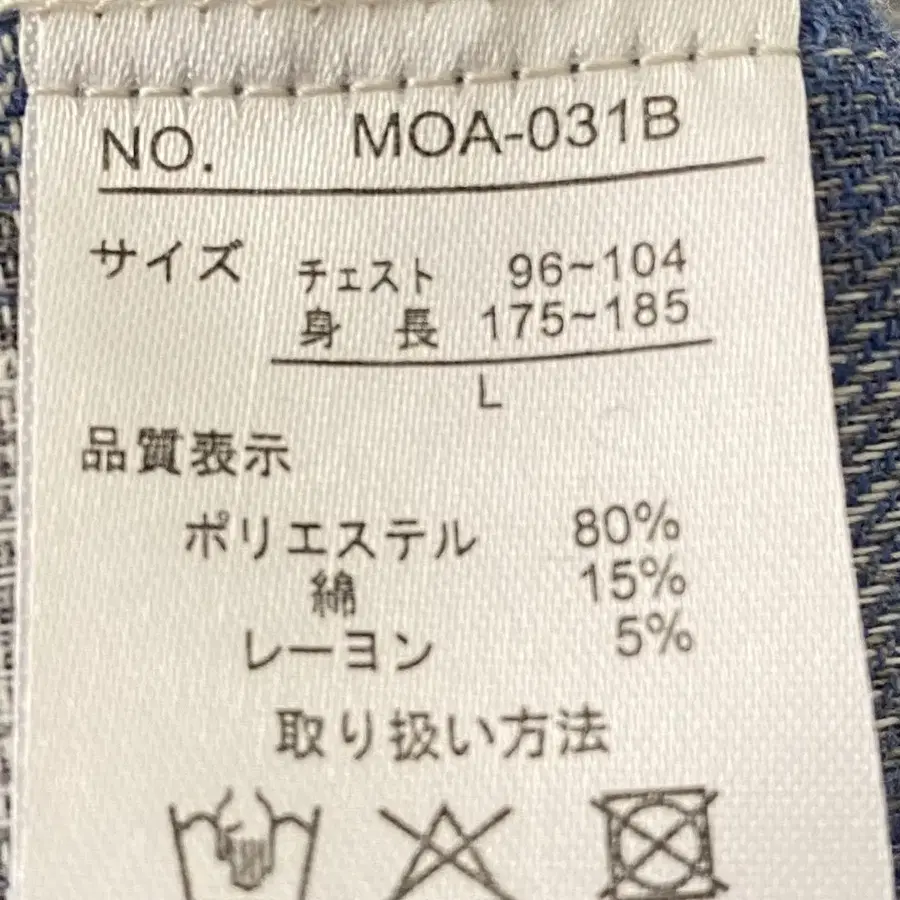 NO. MOA-031B
サイズ チェスト 96~104
身 長 175~185
L
品質表示
ポリエステル 80%
綿 15%
レーヨン 5%
取り扱い方法